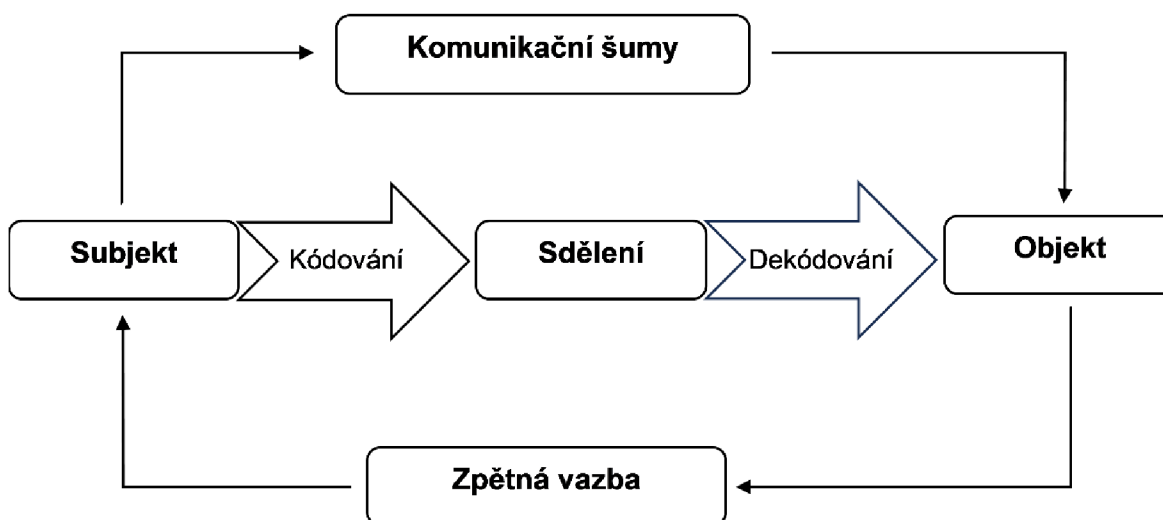 Komunikační šumy
Subjekt
Kódování
Sdělení
Dekódování
Objekt
Zpětná vazba